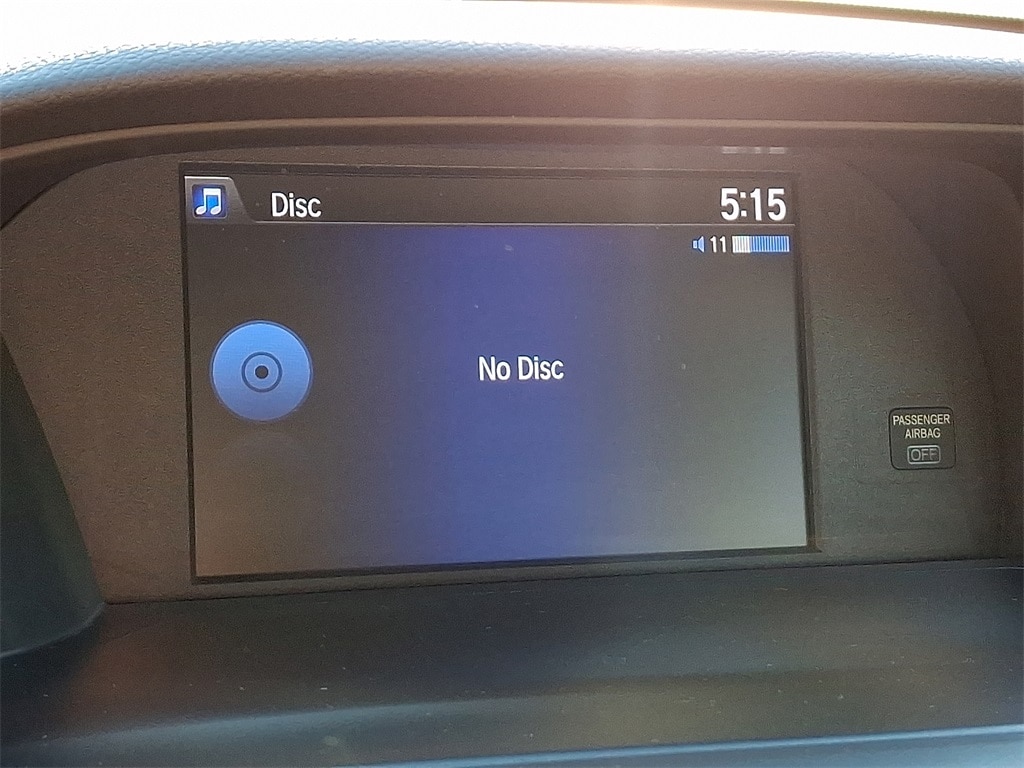 Disc
5:15
11
No Disc
PASSENGER
AIRBAG
OFF